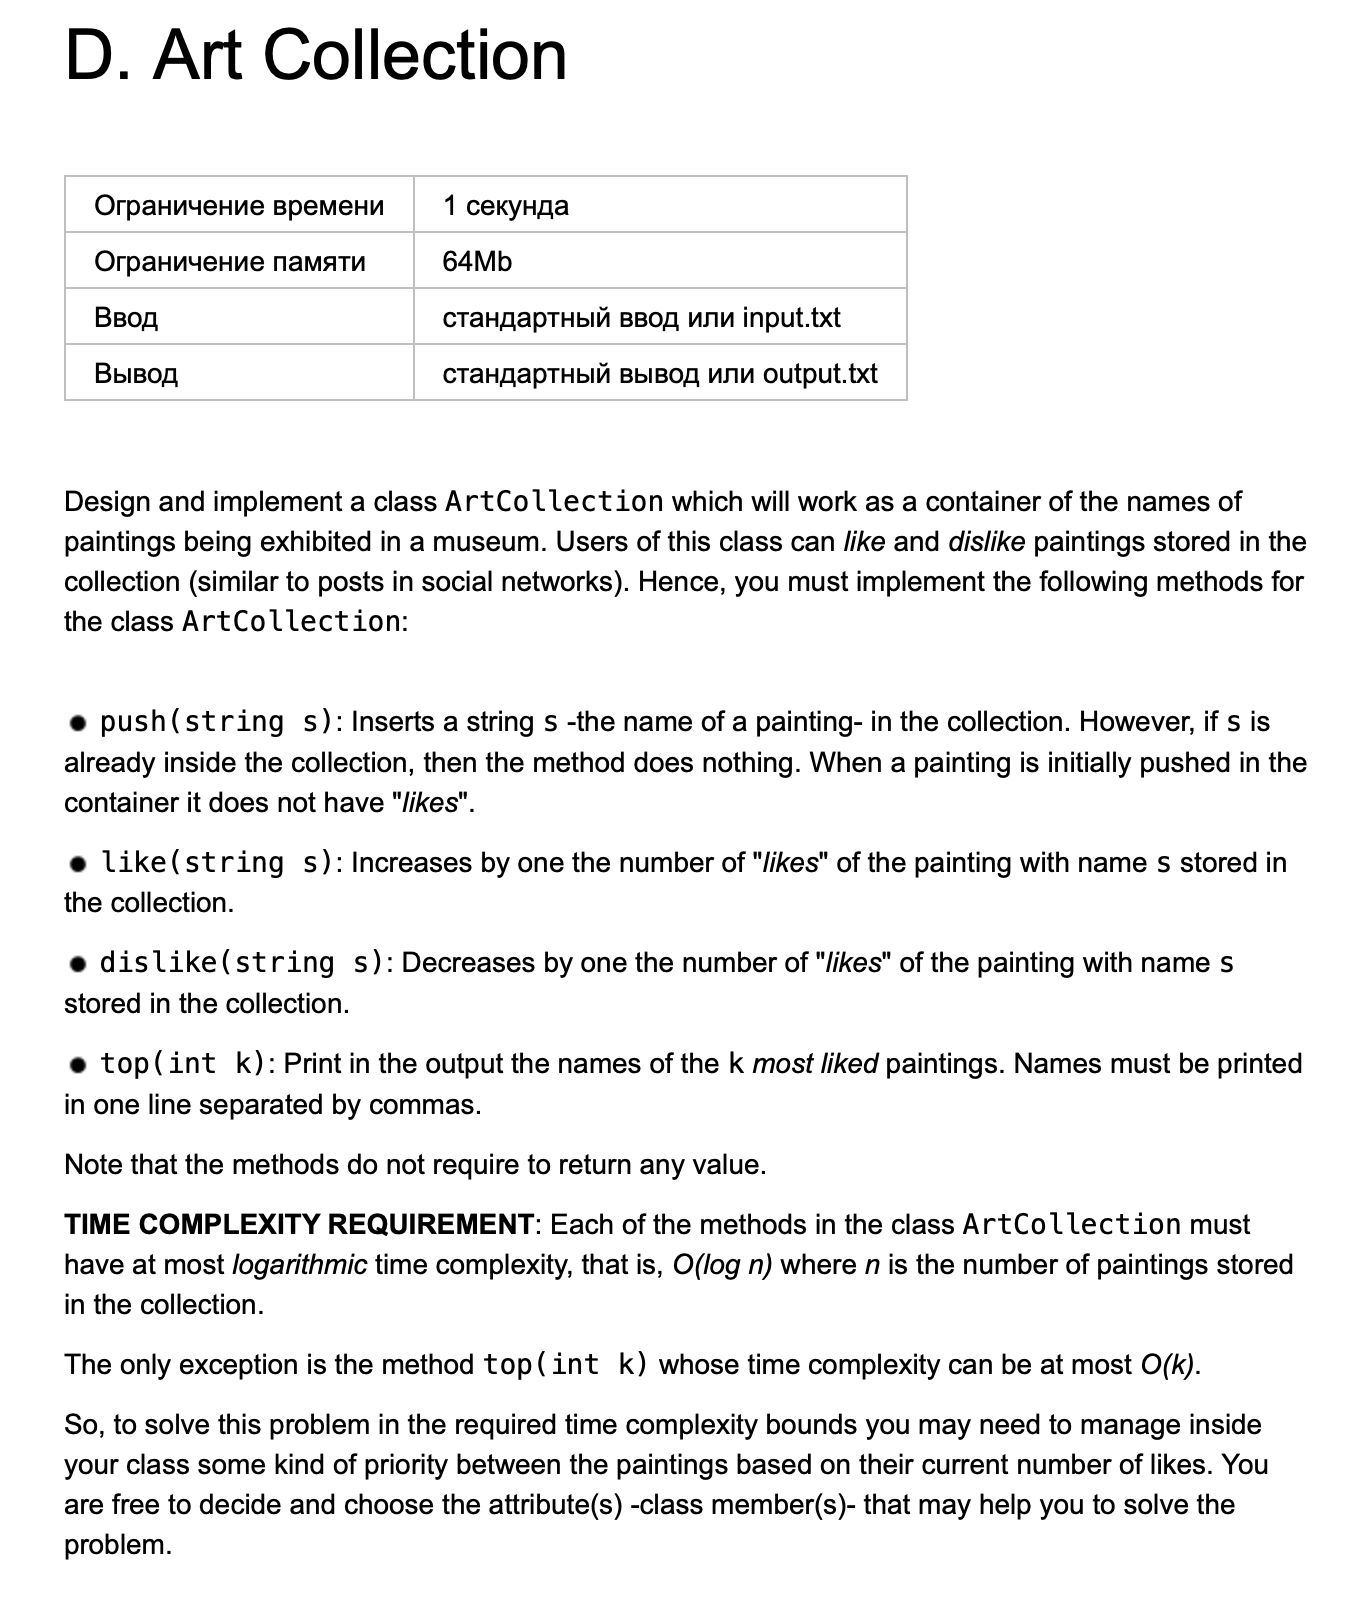 D. Art Collection
Ограничение времени 1 секунда
Ограничение памяти 64Mb
Ввод стандартный ввод или input.txt
Вывод стандартный вывод или output.txt
Design and implement a class ArtCollection which will work as a container of the names of
paintings being exhibited in a museum. Users of this class can like and dislike paintings stored in the
collection (similar to posts in social networks). Hence, you must implement the following methods for
the class ArtCollection:
● push(string s): Inserts a string s -the name of a painting- in the collection. However, if s is
already inside the collection, then the method does nothing. When a painting is initially pushed in the
container it does not have "likes".
● like(string s): Increases by one the number of "likes" of the painting with name s stored in
the collection.
● dislike(string s): Decreases by one the number of "likes" of the painting with name s
stored in the collection.
● top(int k): Print in the output the names of the k most liked paintings. Names must be printed
in one line separated by commas.
Note that the methods do not require to return any value.
TIME COMPLEXITY REQUIREMENT: Each of the methods in the class ArtCollection must
have at most logarithmic time complexity, that is, O(log n) where n is the number of paintings stored
in the collection.
The only exception is the method top(int k) whose time complexity can be at most O(k).
So, to solve this problem in the required time complexity bounds you may need to manage inside
your class some kind of priority between the paintings based on their current number of likes. You
are free to decide and choose the attribute(s) -class member(s)- that may help you to solve the
problem.